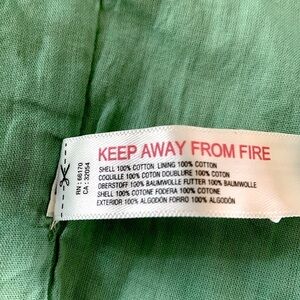 KEEP AWAY FROM FIRE
SHELL 100% COTTON LINING 100% COTTON
COQUILLE 100% COTON DOUBLURE 100% COTON
OBERSTOFF 100% BAUMWOLLE FUTTER 100% BAUMWOLLE
SHELL 100% COTONE FODERA 100% COTONE
EXTERIOR 100% ALGODÓN FORRO 100% ALGODÓN
RN : 66170
CA : 32054